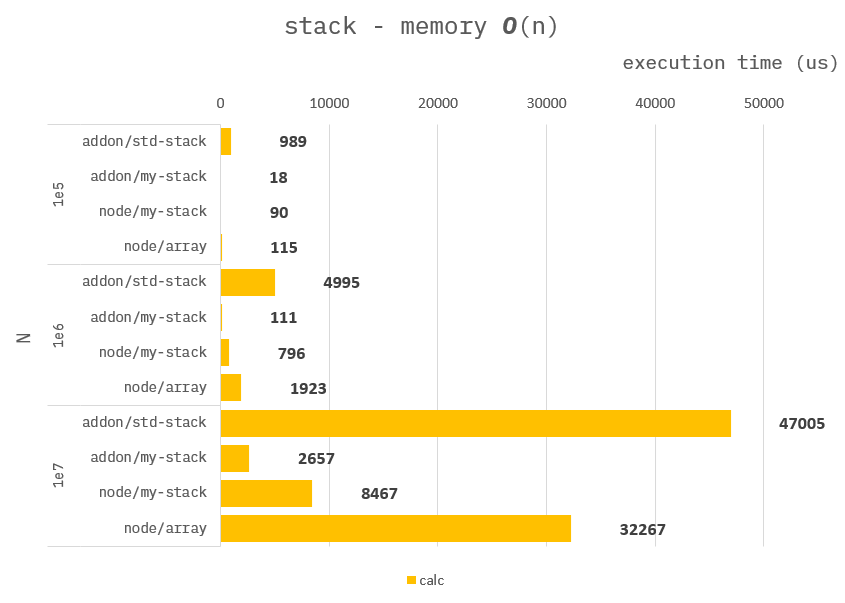 stack - memory O(n)
execution time (us)
0 10000 20000 30000 40000 50000
N
1e5
addon/std-stack 989
addon/my-stack 18
node/my-stack 90
node/array 115
1e6
addon/std-stack 4995
addon/my-stack 111
node/my-stack 796
node/array 1923
1e7
addon/std-stack 47005
addon/my-stack 2657
node/my-stack 8467
node/array 32267
calc